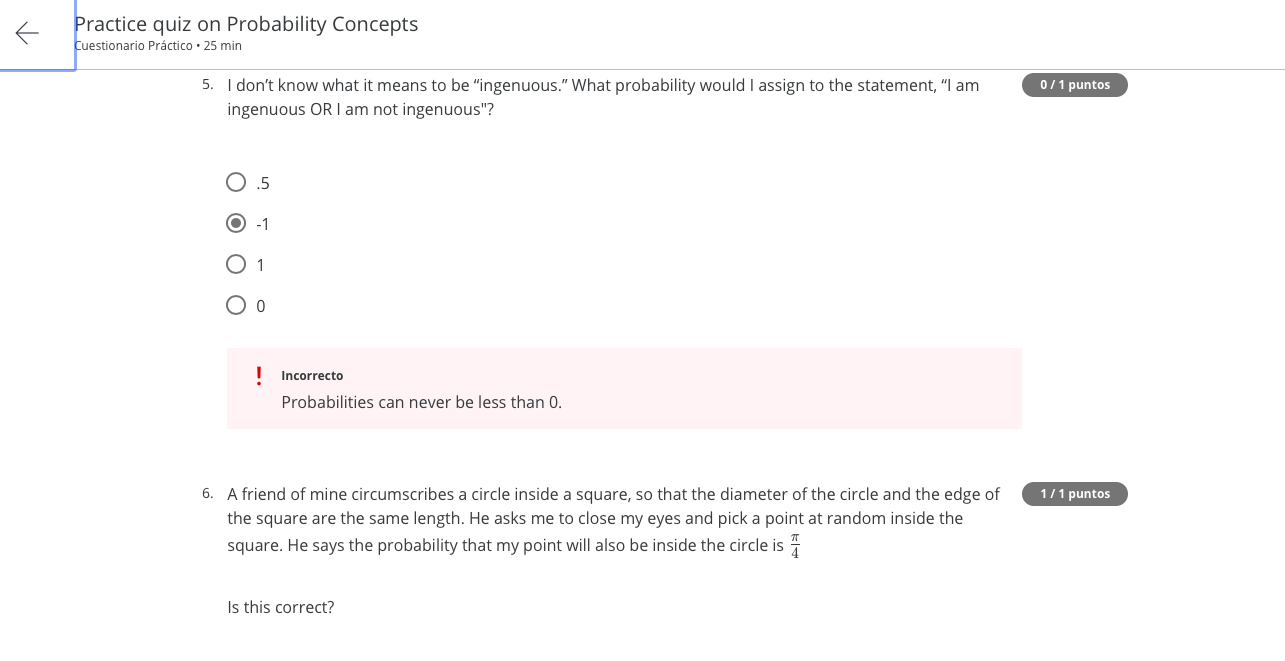 Practice quiz on Probability Concepts
Cuestionario Práctico • 25 min
5. I don’t know what it means to be “ingenuous.” What probability would I assign to the statement, “I am 0 / 1 puntos
ingenuous OR I am not ingenuous"?
.5
-1
1
0
! Incorrecto
Probabilities can never be less than 0.
6. A friend of mine circumscribes a circle inside a square, so that the diameter of the circle and the edge of 1 / 1 puntos
the square are the same length. He asks me to close my eyes and pick a point at random inside the
square. He says the probability that my point will also be inside the circle is π/4
Is this correct?